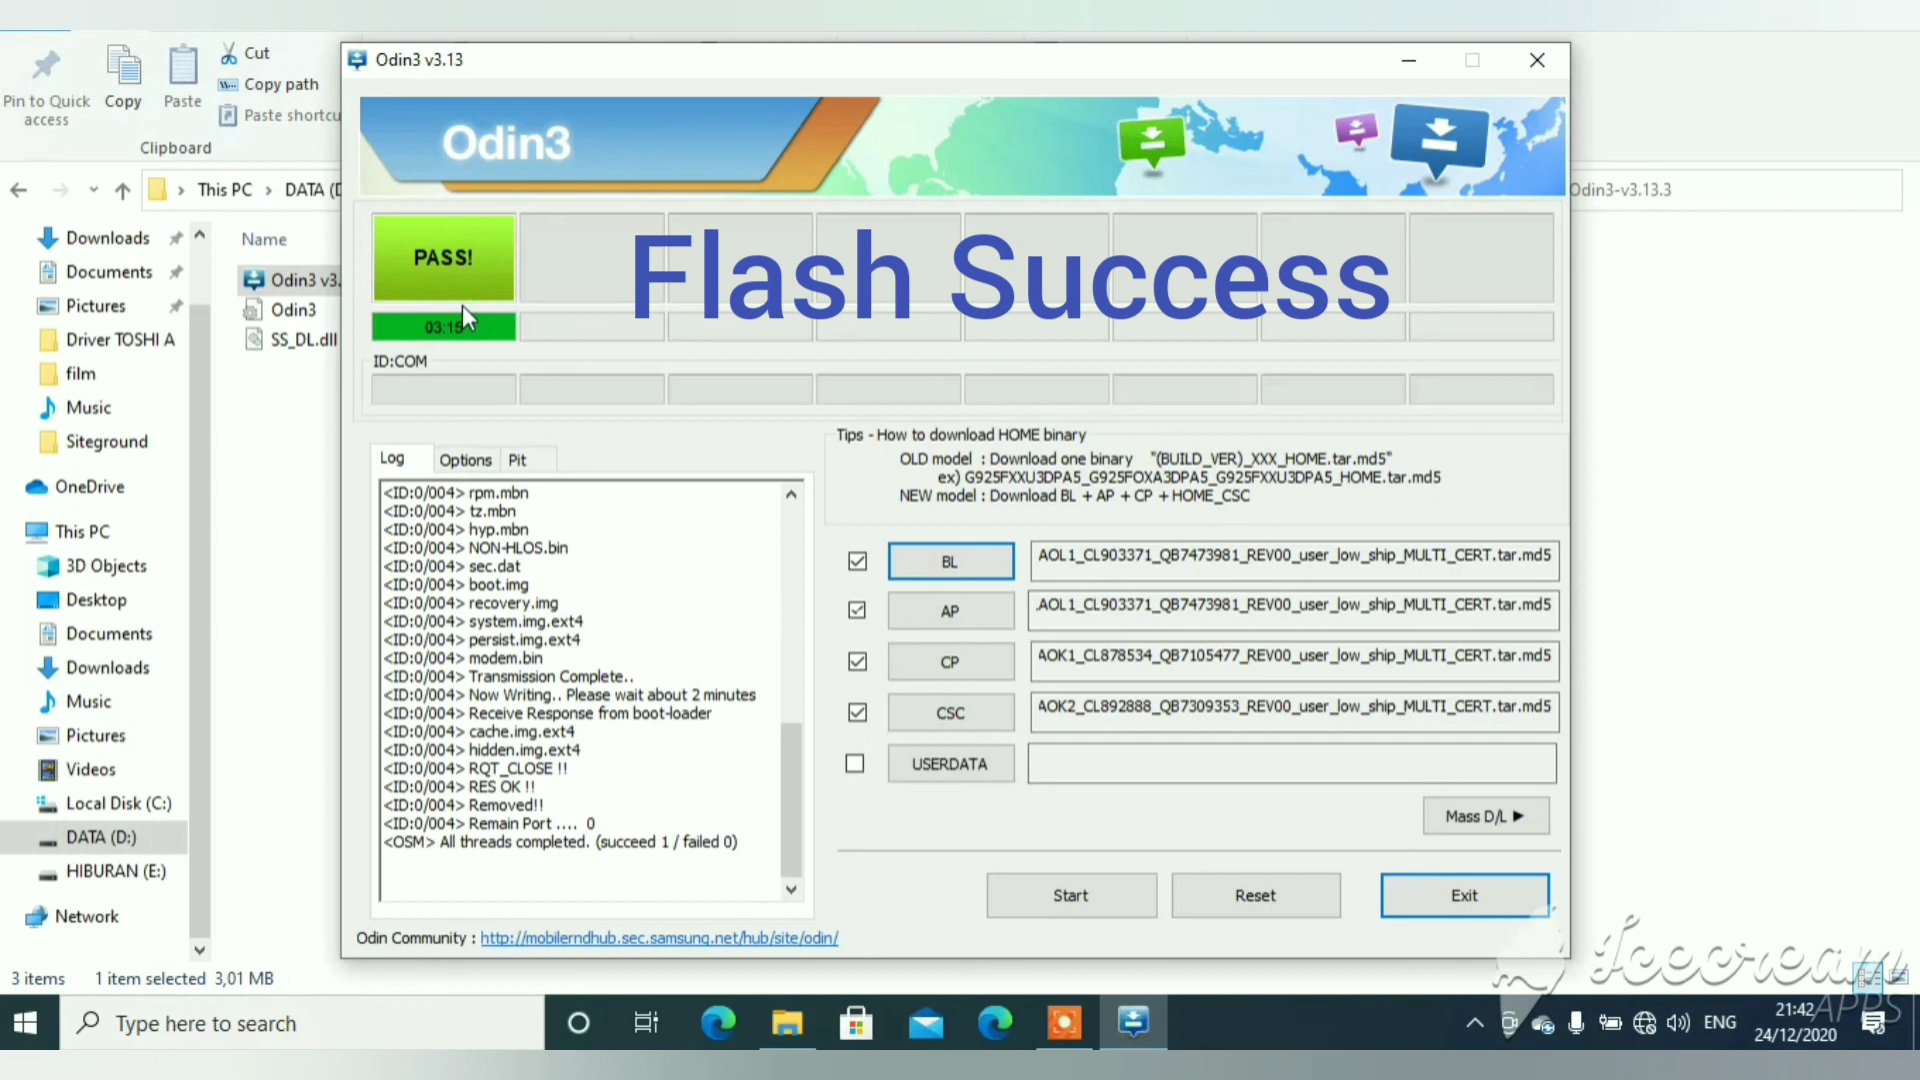 Cut
Pin to Quick access
Copy
Paste
Copy path
Paste shortcu
Clipboard
This PC
DATA (D
Odin3-v3.13.3
Downloads
Documents
Pictures
Driver TOSHI A
film
Music
Siteground
OneDrive
This PC
3D Objects
Desktop
Documents
Downloads
Music
Pictures
Videos
Local Disk (C:)
DATA (D:)
HIBURAN (E:)
Network
Name
Odin3 v3.
Odin3
SS_DL.dll
3 items
1 item selected 3,01 MB
Odin3 v3.13
Odin3
PASS!
Flash Success
03:15
ID:COM
Log
Options
Pit
<ID:0/004> rpm.mbn
<ID:0/004> tz.mbn
<ID:0/004> hyp.mbn
<ID:0/004> NON-HLOS.bin
<ID:0/004> sec.dat
<ID:0/004> boot.img
<ID:0/004> recovery.img
<ID:0/004> system.img.ext4
<ID:0/004> persist.img.ext4
<ID:0/004> modem.bin
<ID:0/004> Transmission Complete..
<ID:0/004> Now Writing.. Please wait about 2 minutes
<ID:0/004> Receive Response from boot-loader
<ID:0/004> cache.img.ext4
<ID:0/004> hidden.img.ext4
<ID:0/004> RQT_CLOSE !!
<ID:0/004> RES OK !!
<ID:0/004> Removed!!
<ID:0/004> Remain Port .... 0
<OSM> All threads completed. (succeed 1 / failed 0)
Tips - How to download HOME binary
OLD model : Download one binary "(BUILD_VER)_XXX_HOME.tar.md5"
ex) G925FXXU3DPA5_G925FOXA3DPA5_G925FXXU3DPA5_HOME.tar.md5
NEW model : Download BL + AP + CP + HOME_CSC
BL
AOL1_CL903371_QB7473981_REV00_user_low_ship_MULTI_CERT.tar.md5
AP
.AOL1_CL903371_QB7473981_REV00_user_low_ship_MULTI_CERT.tar.md5
CP
AOK1_CL878534_QB7105477_REV00_user_low_ship_MULTI_CERT.tar.md5
CSC
AOK2_CL892888_QB7309353_REV00_user_low_ship_MULTI_CERT.tar.md5
USERDATA
Mass D/L ▶
Start
Reset
Exit
Odin Community : http://mobilerndhub.sec.samsung.net/hub/site/odin/
Icecream
APPS
Type here to search
ENG
21:42
24/12/2020